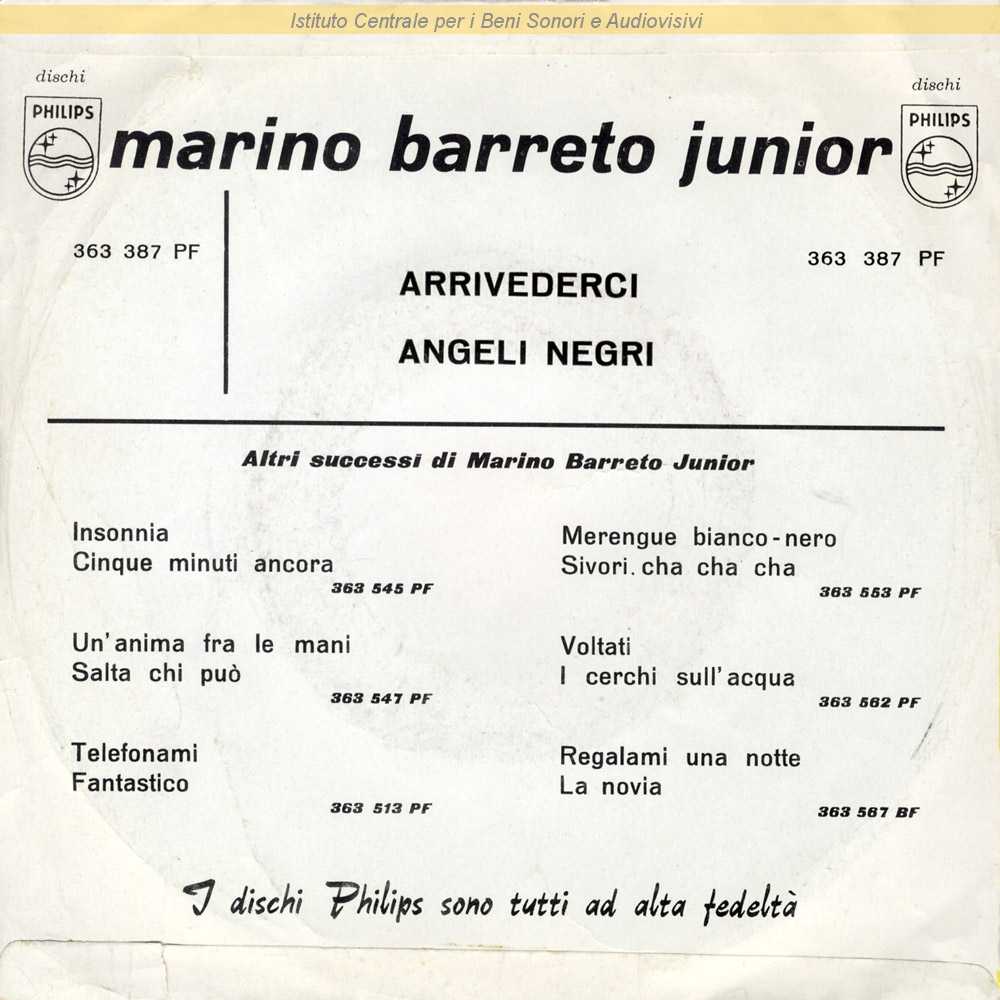 Istituto Centrale per i Beni Sonori e Audiovisivi
dischi
dischi
PHILIPS
PHILIPS
marino barreto junior
363 387 PF
363 387 PF
ARRIVEDERCI
ANGELI NEGRI
Altri successi di Marino Barreto Junior
Insonnia
Cinque minuti ancora
363 545 PF
Un'anima fra le mani
Salta chi può
363 547 PF
Telefonami
Fantastico
363 513 PF
Merengue bianco-nero
Sivori. cha cha cha
363 553 PF
Voltati
I cerchi sull'acqua
363 562 PF
Regalami una notte
La novia
363 567 BF
I dischi Philips sono tutti ad alta fedeltà